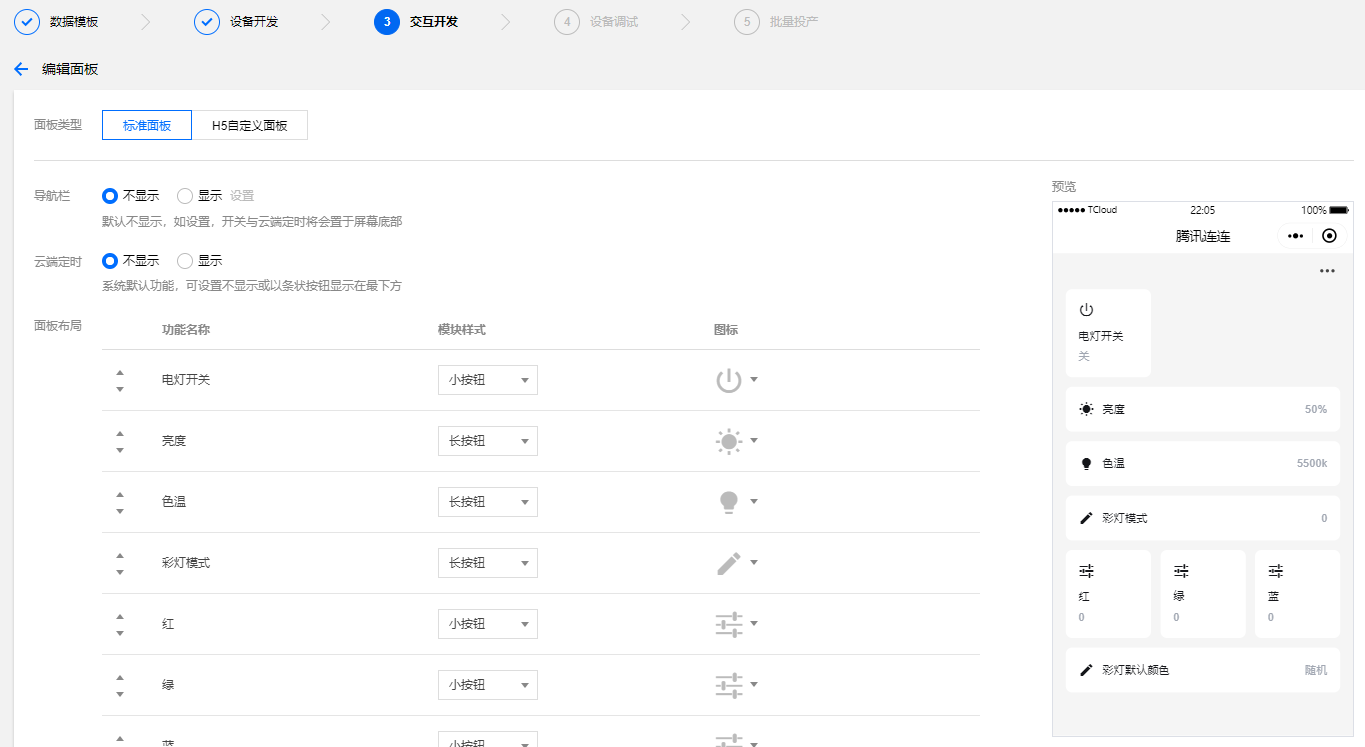 数据模板
设备开发
3 交互开发
4 设备调试
5 批量投产
编辑面板
面板类型 标准面板 H5自定义面板
导航栏 不显示 显示 设置
默认不显示，如设置，开关与云端定时将会置于屏幕底部
云端定时 不显示 显示
系统默认功能，可设置不显示或以条状按钮显示在最下方
面板布局 功能名称 模块样式 图标
电灯开关 小按钮
亮度 长按钮
色温 长按钮
彩灯模式 长按钮
红 小按钮
绿 小按钮
蓝 小按钮
预览
TCloud 22:05 100%
腾讯连连
电灯开关
关
亮度 50%
色温 5500k
彩灯模式 0
红 绿 蓝
0 0 0
彩灯默认颜色 随机